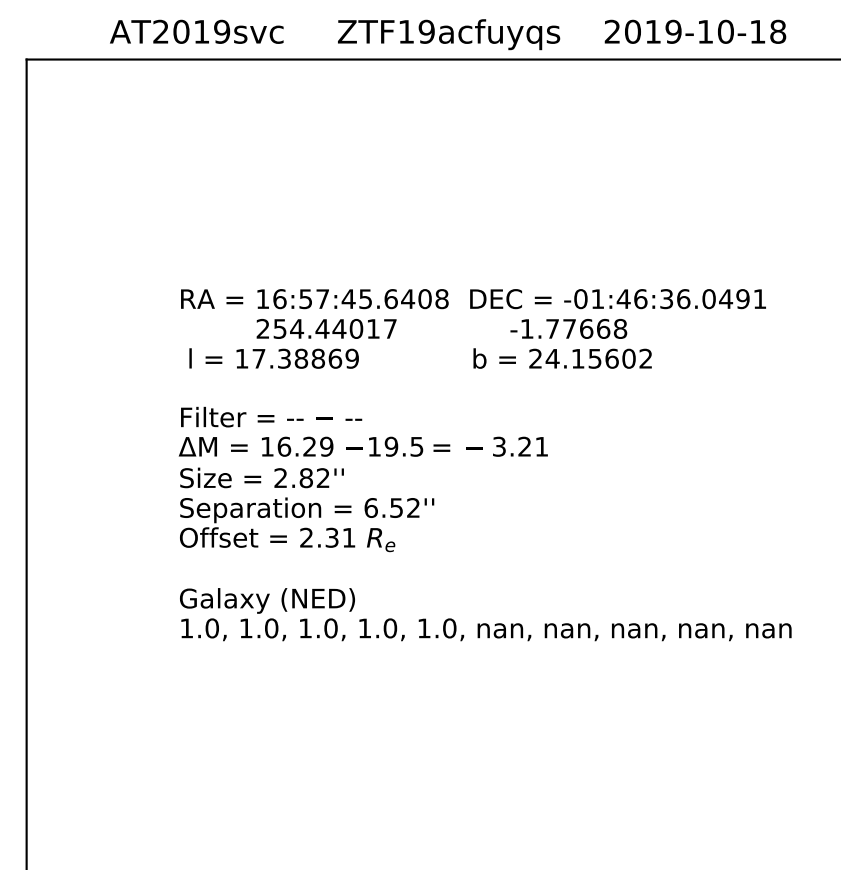 AT2019svc ZTF19acfuyqs 2019-10-18
RA = 16:57:45.6408 DEC = -01:46:36.0491
254.44017 -1.77668
l = 17.38869 b = 24.15602
Filter = -- − --
ΔM = 16.29 −19.5 = − 3.21
Size = 2.82''
Separation = 6.52''
Offset = 2.31 Rₑ
Galaxy (NED)
1.0, 1.0, 1.0, 1.0, 1.0, nan, nan, nan, nan, nan